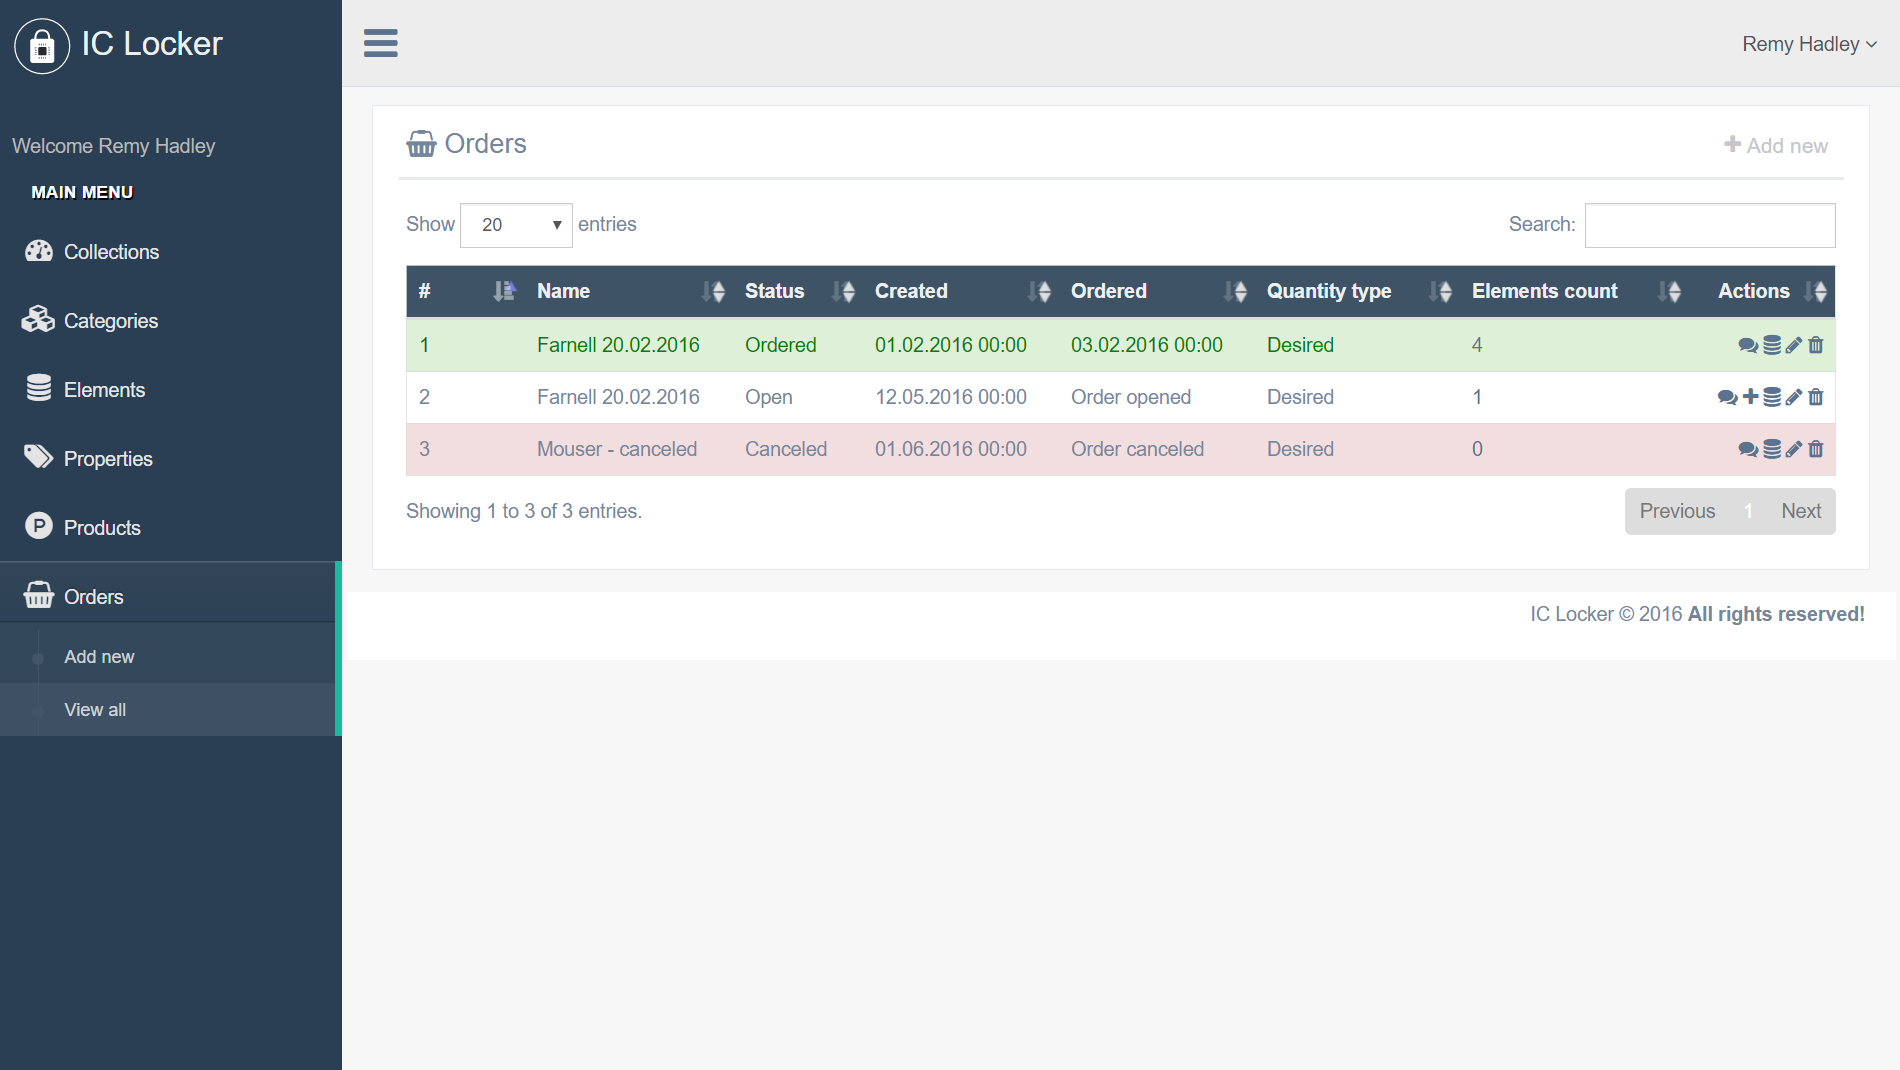 IC Locker
Remy Hadley
Welcome Remy Hadley
MAIN MENU
Collections
Categories
Elements
Properties
Products
Orders
Add new
View all
Orders
Add new
Show 20 entries
Search:
# Name Status Created Ordered Quantity type Elements count Actions
1 Farnell 20.02.2016 Ordered 01.02.2016 00:00 03.02.2016 00:00 Desired 4
2 Farnell 20.02.2016 Open 12.05.2016 00:00 Order opened Desired 1
3 Mouser - canceled Canceled 01.06.2016 00:00 Order canceled Desired 0
Showing 1 to 3 of 3 entries.
Previous 1 Next
IC Locker © 2016 All rights reserved!